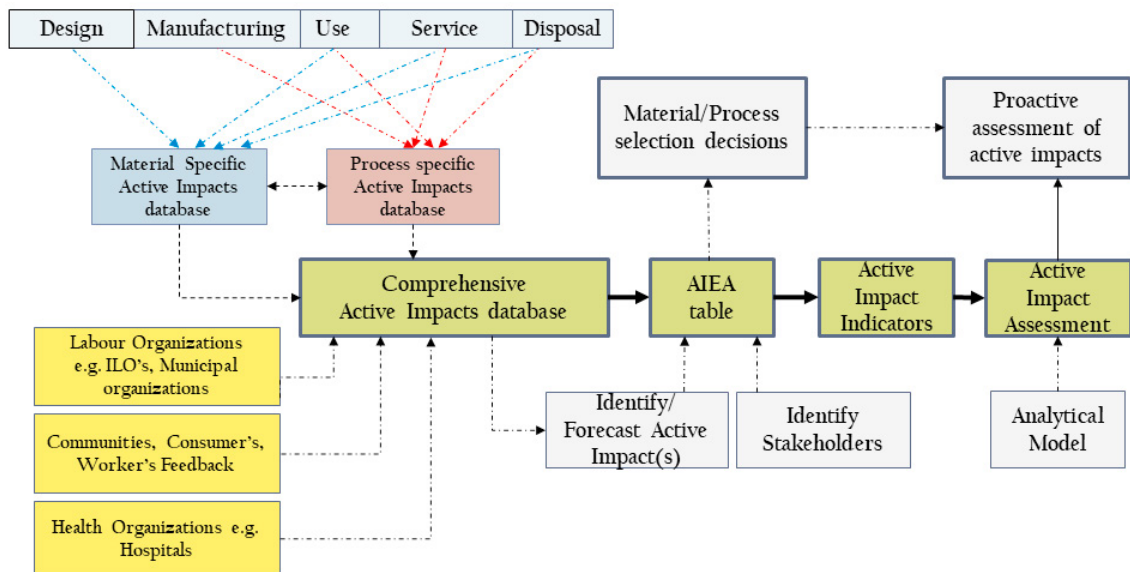 Design Manufacturing Use Service Disposal
Material/Process
selection decisions
Proactive
assessment of
active impacts
Material Specific
Active Impacts
database
Process specific
Active Impacts
database
Comprehensive
Active Impacts database
AIEA
table
Active
Impact
Indicators
Active
Impact
Assessment
Labour Organizations
e.g. ILO's, Municipal
organizations
Communities, Consumer's,
Worker's Feedback
Health Organizations e.g.
Hospitals
Identify/
Forecast Active
Impact(s)
Identify
Stakeholders
Analytical
Model